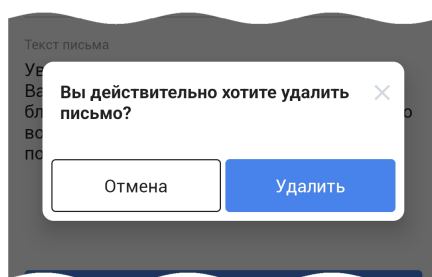 Текст письма
Вы действительно хотите удалить
письмо?
Отмена
Удалить